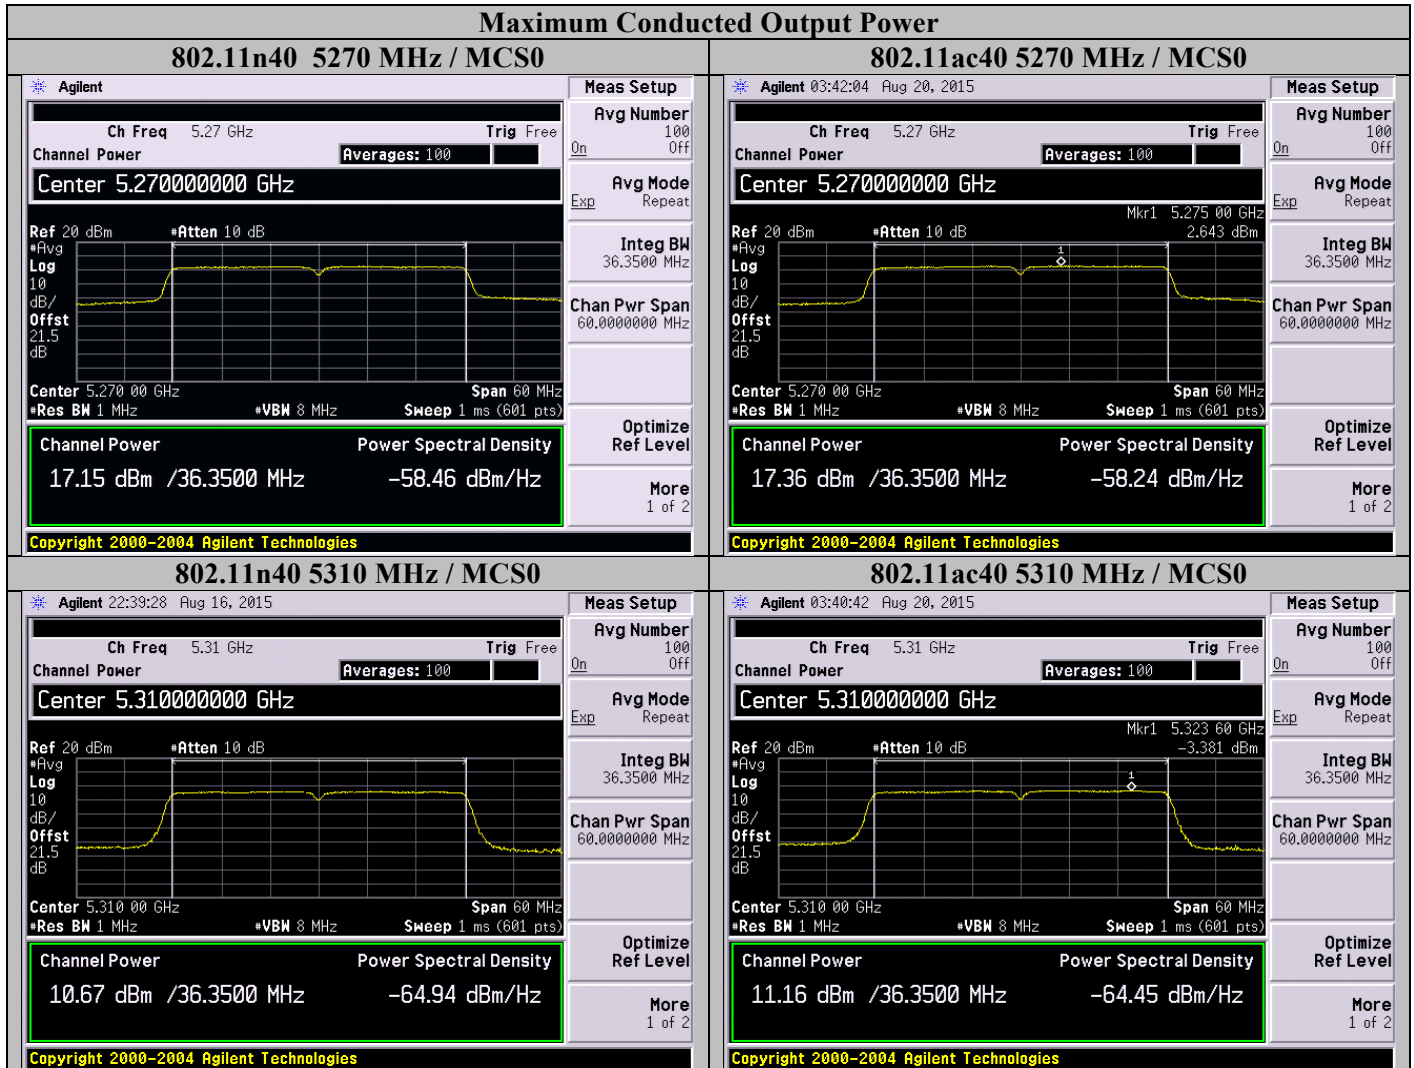 Maximum Conducted Output Power
802.11n40 5270 MHz / MCS0
Agilent
Meas Setup
Ch Freq 5.27 GHz Trig Free
Channel Power Averages: 100
Center 5.270000000 GHz
Ref 20 dBm #Atten 10 dB
#Avg
Log
10
dB/
Offst
21.5
dB
Center 5.270 00 GHz Span 60 MHz
#Res BW 1 MHz #VBW 8 MHz Sweep 1 ms (601 pts)
Channel Power Power Spectral Density
17.15 dBm /36.3500 MHz -58.46 dBm/Hz
Copyright 2000-2004 Agilent Technologies
Avg Number
100
On Off
Avg Mode
Exp Repeat
Integ BW
36.3500 MHz
Chan Pwr Span
60.0000000 MHz
Optimize
Ref Level
More
1 of 2
802.11ac40 5270 MHz / MCS0
Agilent 03:42:04 Aug 20, 2015
Meas Setup
Ch Freq 5.27 GHz Trig Free
Channel Power Averages: 100
Center 5.270000000 GHz
Mkr1 5.275 00 GHz
Ref 20 dBm #Atten 10 dB 2.643 dBm
#Avg
Log
10
dB/
Offst
21.5
dB
1
Center 5.270 00 GHz Span 60 MHz
#Res BW 1 MHz #VBW 8 MHz Sweep 1 ms (601 pts)
Channel Power Power Spectral Density
17.36 dBm /36.3500 MHz -58.24 dBm/Hz
Copyright 2000-2004 Agilent Technologies
Avg Number
100
On Off
Avg Mode
Exp Repeat
Integ BW
36.3500 MHz
Chan Pwr Span
60.0000000 MHz
Optimize
Ref Level
More
1 of 2
802.11n40 5310 MHz / MCS0
Agilent 22:39:28 Aug 16, 2015
Meas Setup
Ch Freq 5.31 GHz Trig Free
Channel Power Averages: 100
Center 5.310000000 GHz
Ref 20 dBm #Atten 10 dB
#Avg
Log
10
dB/
Offst
21.5
dB
Center 5.310 00 GHz Span 60 MHz
#Res BW 1 MHz #VBW 8 MHz Sweep 1 ms (601 pts)
Channel Power Power Spectral Density
10.67 dBm /36.3500 MHz -64.94 dBm/Hz
Copyright 2000-2004 Agilent Technologies
Avg Number
100
On Off
Avg Mode
Exp Repeat
Integ BW
36.3500 MHz
Chan Pwr Span
60.0000000 MHz
Optimize
Ref Level
More
1 of 2
802.11ac40 5310 MHz / MCS0
Agilent 03:40:42 Aug 20, 2015
Meas Setup
Ch Freq 5.31 GHz Trig Free
Channel Power Averages: 100
Center 5.310000000 GHz
Mkr1 5.323 60 GHz
Ref 20 dBm #Atten 10 dB -3.381 dBm
#Avg
Log
10
dB/
Offst
21.5
dB
1
Center 5.310 00 GHz Span 60 MHz
#Res BW 1 MHz #VBW 8 MHz Sweep 1 ms (601 pts)
Channel Power Power Spectral Density
11.16 dBm /36.3500 MHz -64.45 dBm/Hz
Copyright 2000-2004 Agilent Technologies
Avg Number
100
On Off
Avg Mode
Exp Repeat
Integ BW
36.3500 MHz
Chan Pwr Span
60.0000000 MHz
Optimize
Ref Level
More
1 of 2